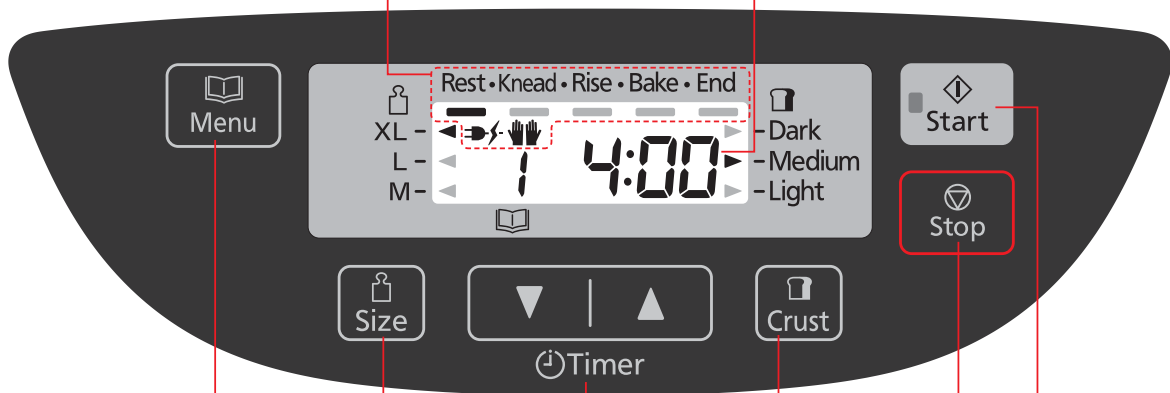 Rest • Knead • Rise • Bake • End
Menu
XL –
L –
M –
1
4:00
– Dark
– Medium
– Light
Start
Stop
Size
Timer
Crust